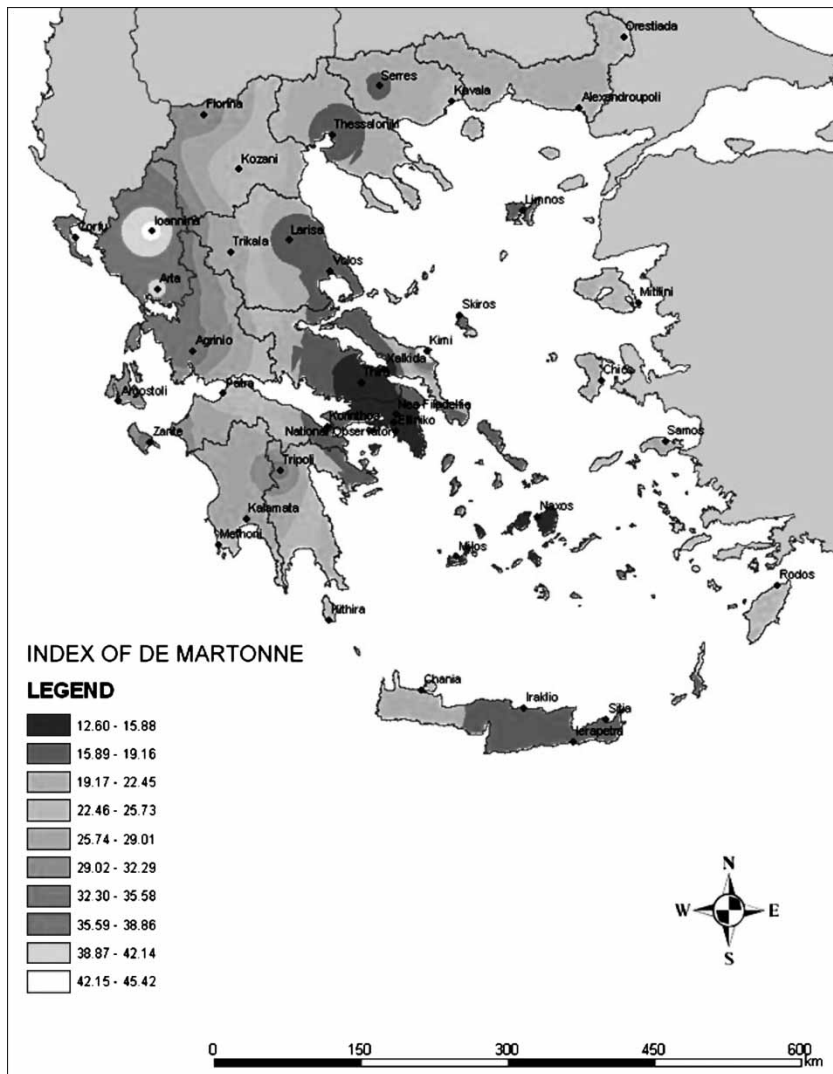 Orestiada
Serres
Kavala
Florina
Alexandroupoli
Thessaloniki
Kozani
Limnos
Ioannina
Corfu
Larisa
Trikala
Volos
Arta
Mitilini
Skiros
Agrinio
Kimi
Kalkida
Chios
Argostoli
Patra
Nea Filadelfia
Korinthos
Elliniko
National Observatory
Zante
Samos
Tripoli
Naxos
Kalamata
Methoni
Milos
Rodos
Kithira
INDEX OF DE MARTONNE
Chania
LEGEND
Iraklio
Sitia
Ierapetra
12.60 - 15.88
15.89 - 19.16
19.17 - 22.45
22.46 - 25.73
25.74 - 29.01
29.02 - 32.29
32.30 - 35.58
35.59 - 38.86
38.87 - 42.14
42.15 - 45.42
N
W
E
S
0
150
300
450
600